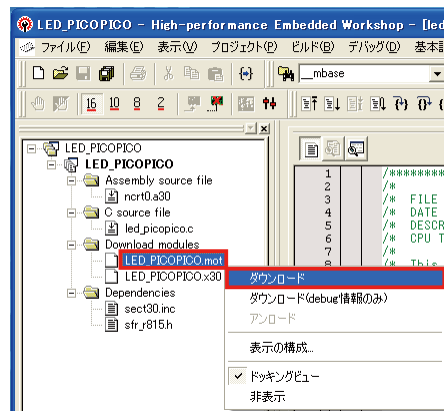 LED_PICOPICO - High-performance Embedded Workshop - [led
ファイル(F) 編集(E) 表示(V) プロジェクト(P) ビルド(B) デバッグ(D) 基本
__mbase
16 10 8 2
LED_PICOPICO
LED_PICOPICO
Assembly source file
ncrt0.a30
C source file
led_picopico.c
Download modules
LED_PICOPICO.mot
LED_PICOPICO.x30
Dependencies
sect30.inc
sfr_r815.h
1 /*********
2 /*
3 /* FILE
4 /* DATE
5 /* DESCR
6 /* CPU T
7 /*
8 /* This
ダウンロード
ダウンロード(debug情報のみ)
アンロード
表示の構成...
ドッキングビュー
非表示